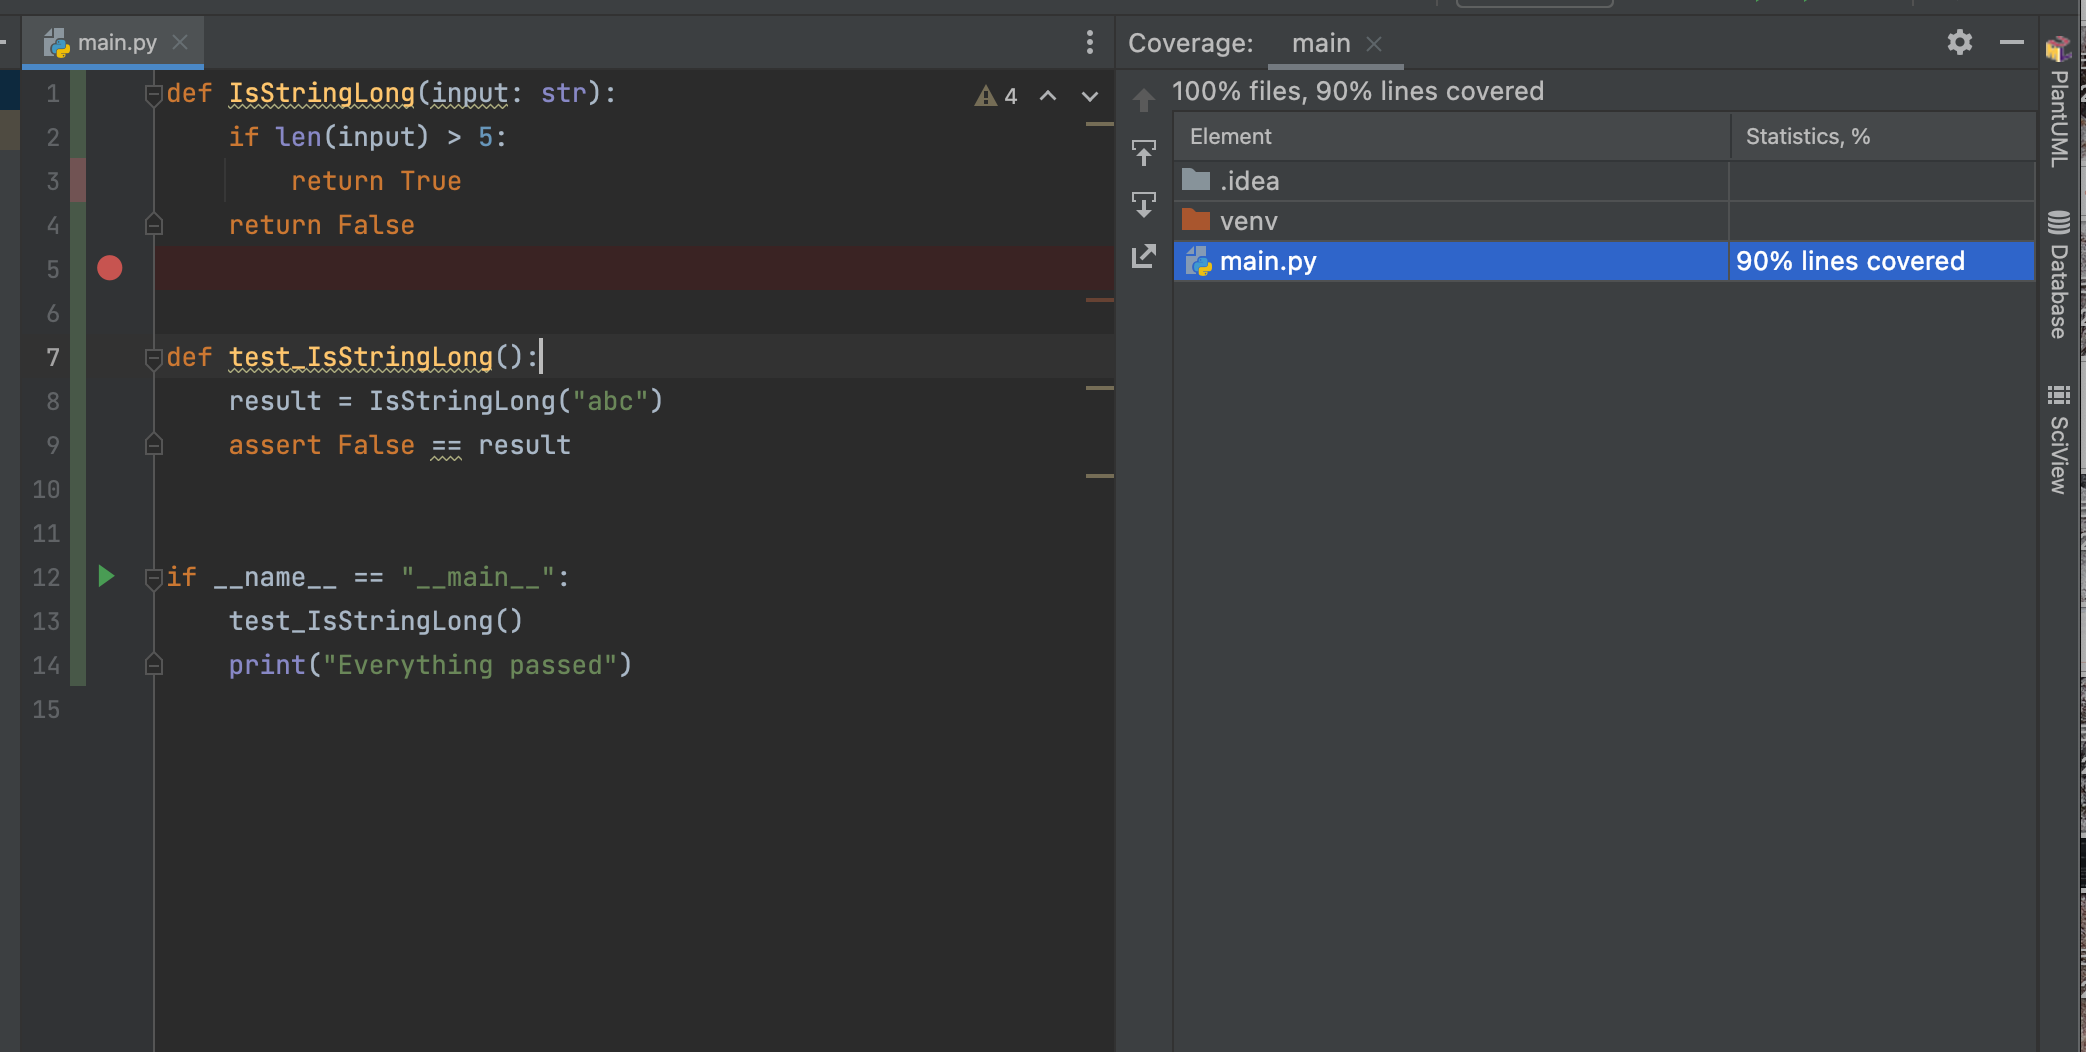 main.py
1 def IsStringLong(input: str):
2 if len(input) > 5:
3 return True
4 return False
5
6
7 def test_IsStringLong():
8 result = IsStringLong("abc")
9 assert False == result
10
11
12 if __name__ == "__main__":
13 test_IsStringLong()
14 print("Everything passed")
15
4
Coverage: main
100% files, 90% lines covered
Element Statistics, %
.idea
venv
main.py 90% lines covered
PlantUML
Database
SciView